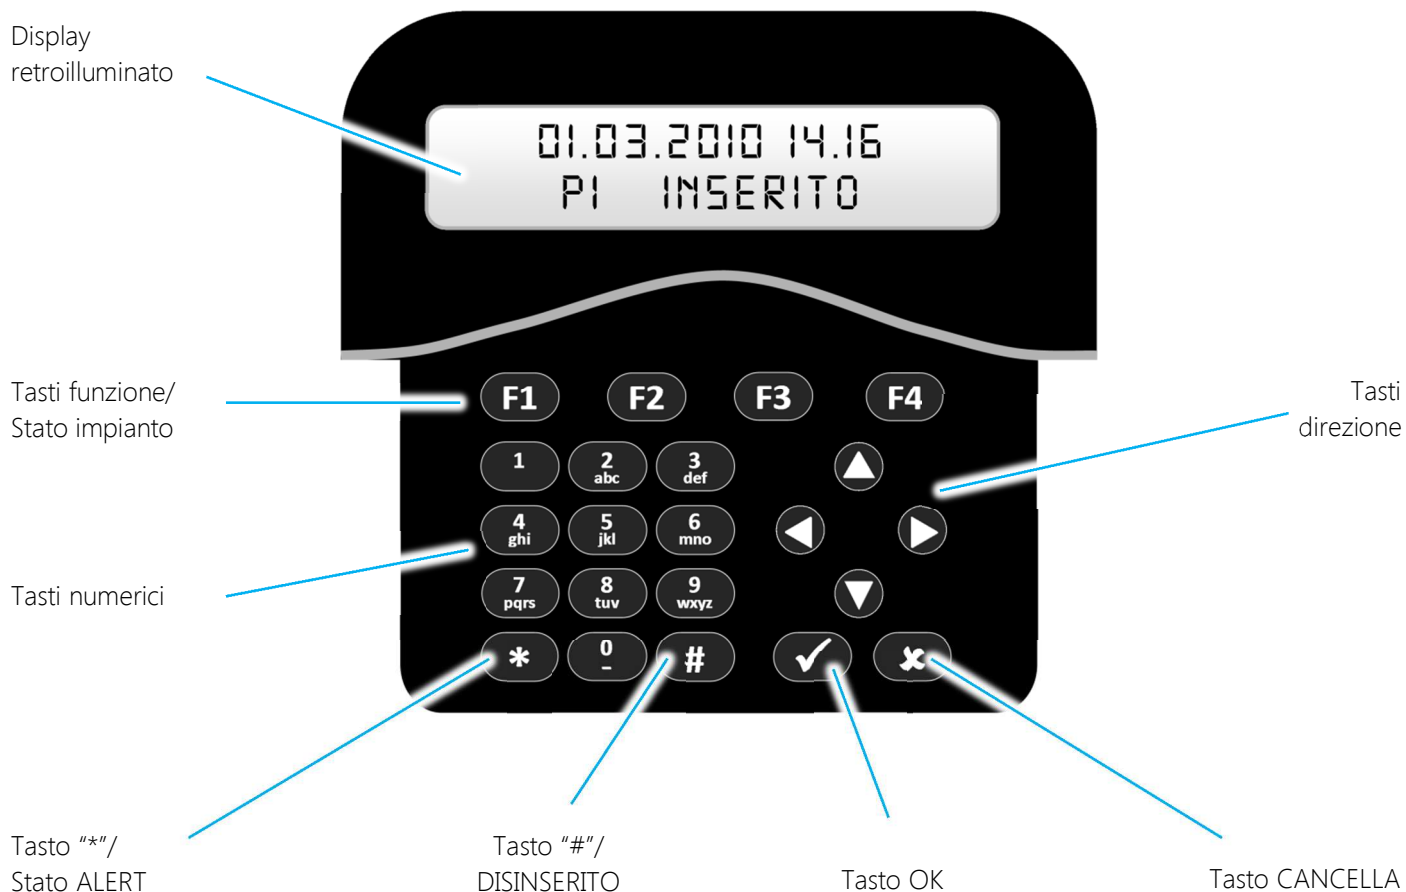 Display
retroilluminato
01.03.2010 14.16
P1 INSERITO
Tasti funzione/
Stato impianto
F1 F2 F3 F4
Tasti
direzione
1 2 3
abc def
4 5 6
ghi jkl mno
Tasti numerici
7 8 9
pqrs tuv wxyz
* 0 #
-
Tasto "*"/
Stato ALERT
Tasto "#"/
DISINSERITO
Tasto OK
Tasto CANCELLA